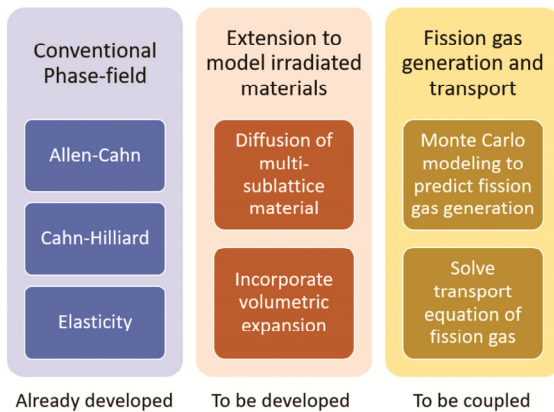 Conventional
Phase-field
Allen-Cahn
Cahn-Hilliard
Elasticity
Already developed
Extension to
model irradiated
materials
Diffusion of
multi-
sublattice
material
Incorporate
volumetric
expansion
To be developed
Fission gas
generation and
transport
Monte Carlo
modeling to
predict fission
gas generation
Solve
transport
equation of
fission gas
To be coupled